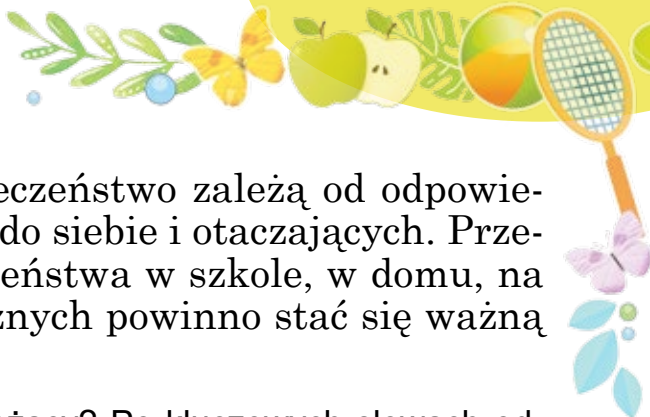 eczeństwo zależą od odpowie-
do siebie i otaczających. Prze-
eństwa w szkole, w domu, na
znych powinno stać się ważną